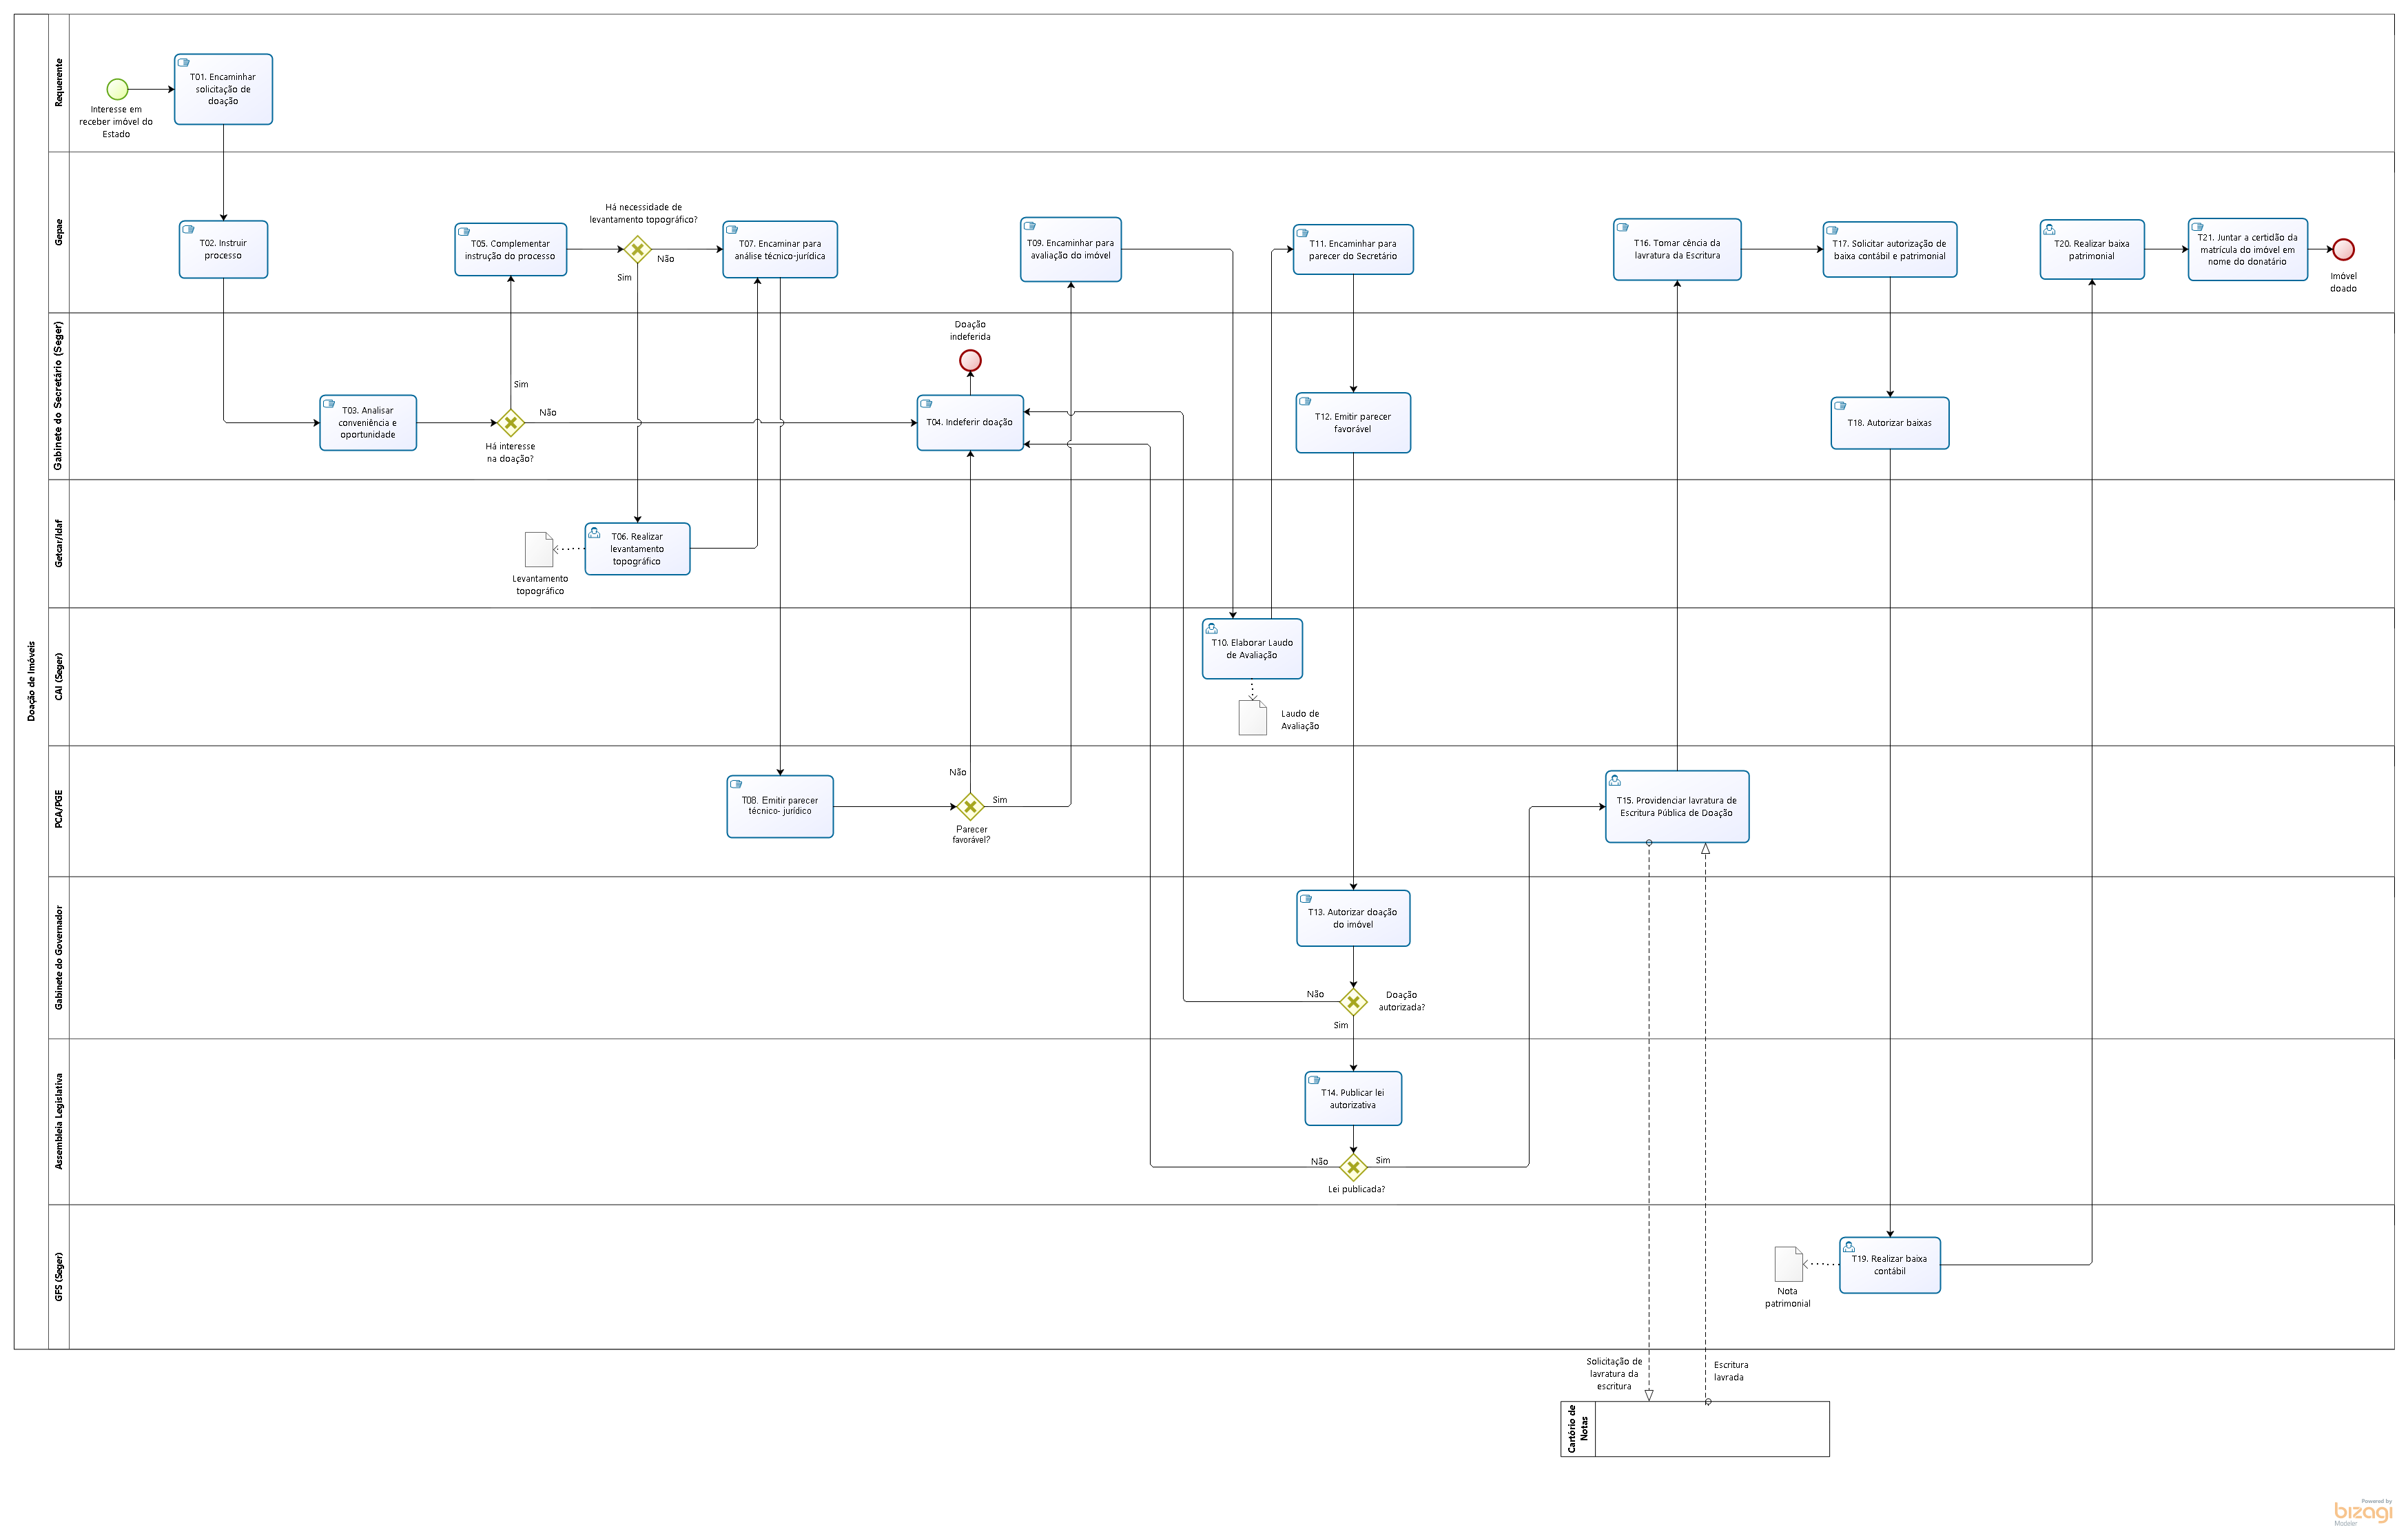 Doação de Imóveis
Requerente
Interesse em
receber imóvel do
Estado
T01. Encaminhar
solicitação de
doação
Gepae
T02. Instruir
processo
T05. Complementar
instrução do processo
Há necessidade de
levantamento topográfico?
Não
Sim
T07. Encaminar para
análise técnico-jurídica
T09. Encaminhar para
avaliação do imóvel
T11. Encaminhar para
parecer do Secretário
T16. Tomar cência da
lavratura da Escritura
T17. Solicitar autorização de
baixa contábil e patrimonial
T20. Realizar baixa
patrimonial
T21. Juntar a certidão da
matrícula do imóvel em
nome do donatário
Imóvel
doado
Gabinete do Secretário (Seger)
T03. Analisar
conveniência e
oportunidade
Sim
Não
Há interesse
na doação?
Doação
indeferida
T04. Indeferir doação
T12. Emitir parecer
favorável
T18. Autorizar baixas
Getcar/Idaf
Levantamento
topográfico
T06. Realizar
levantamento
topográfico
CAI (Seger)
T10. Elaborar Laudo
de Avaliação
Laudo de
Avaliação
PCA/PGE
T08. Emitir parecer
técnico- jurídico
Não
Sim
Parecer
favorável?
T15. Providenciar lavratura de
Escritura Pública de Doação
Gabinete do Governador
T13. Autorizar doação
do imóvel
Não
Doação
autorizada?
Sim
Assembleia Legislativa
T14. Publicar lei
autorizativa
Não
Sim
Lei publicada?
GFS (Seger)
Nota
patrimonial
T19. Realizar baixa
contábil
Solicitação de
lavratura da
escritura
Escritura
lavrada
Cartório de
Notas
Powered by
bizagi
Modeler